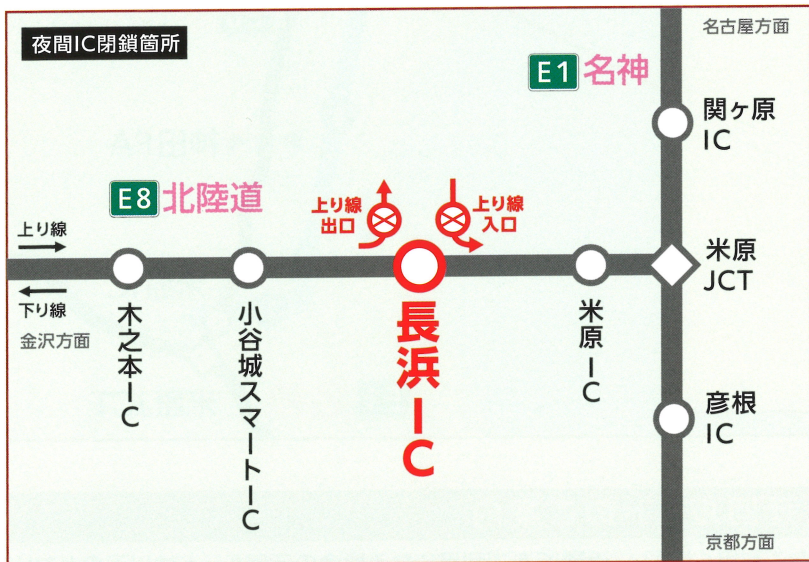 夜間IC閉鎖箇所
名古屋方面
E1 名神
関ヶ原
IC
E8 北陸道
上り線
出口
上り線
入口
上り線
下り線
金沢方面
木之本IC
小谷城スマートIC
長浜IC
米原IC
米原
JCT
彦根
IC
京都方面